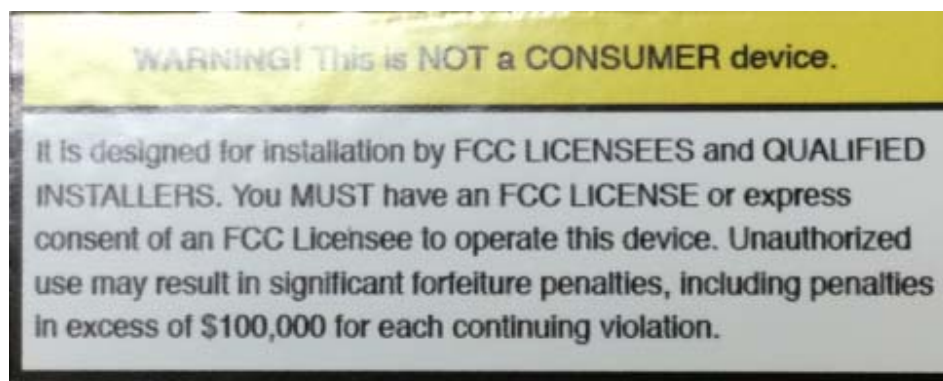 WARNING! This is NOT a CONSUMER device.
It is designed for installation by FCC LICENSEES and QUALIFIED
INSTALLERS. You MUST have an FCC LICENSE or express
consent of an FCC Licensee to operate this device. Unauthorized
use may result in significant forfeiture penalties, including penalties
in excess of $100,000 for each continuing violation.